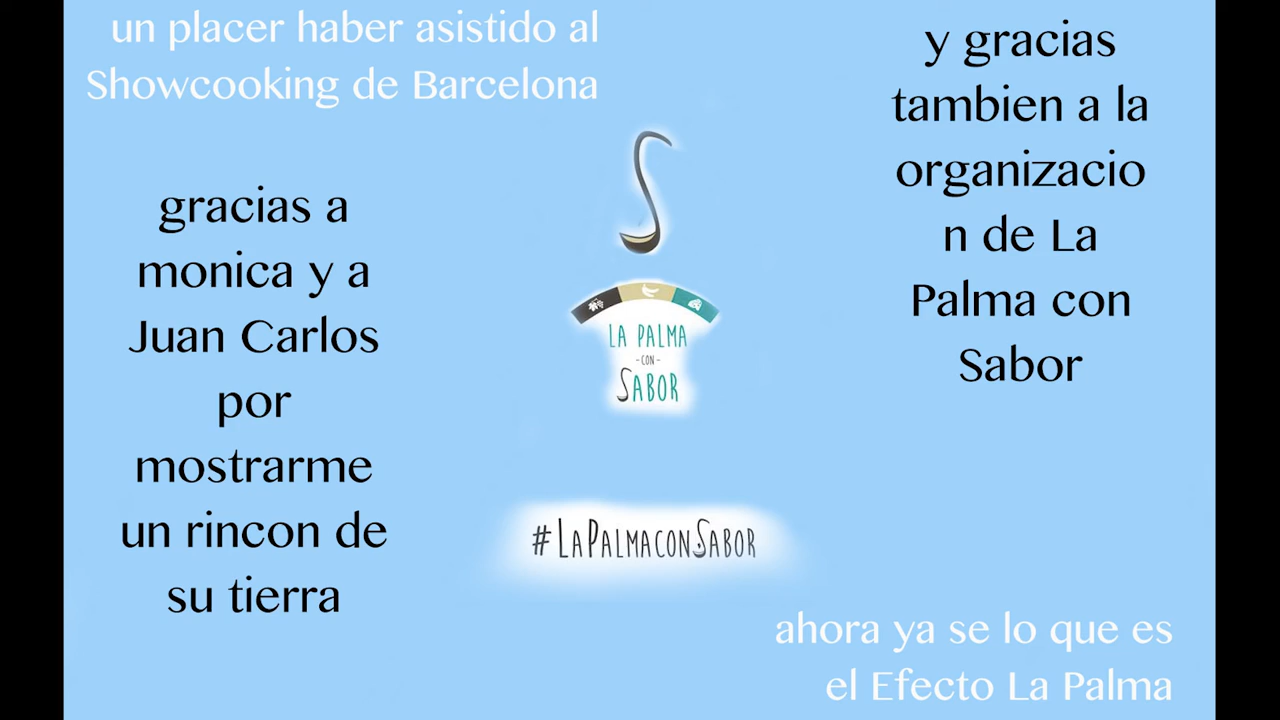 un placer haber asistido al
Showcooking de Barcelona
gracias a
monica y a
Juan Carlos
por
mostrarme
un rincon de
su tierra
y gracias
tambien a la
organizacio
n de La
Palma con
Sabor
LA PALMA
-CON-
SABOR
#LAPALMACONSABOR
ahora ya se lo que es
el Efecto La Palma